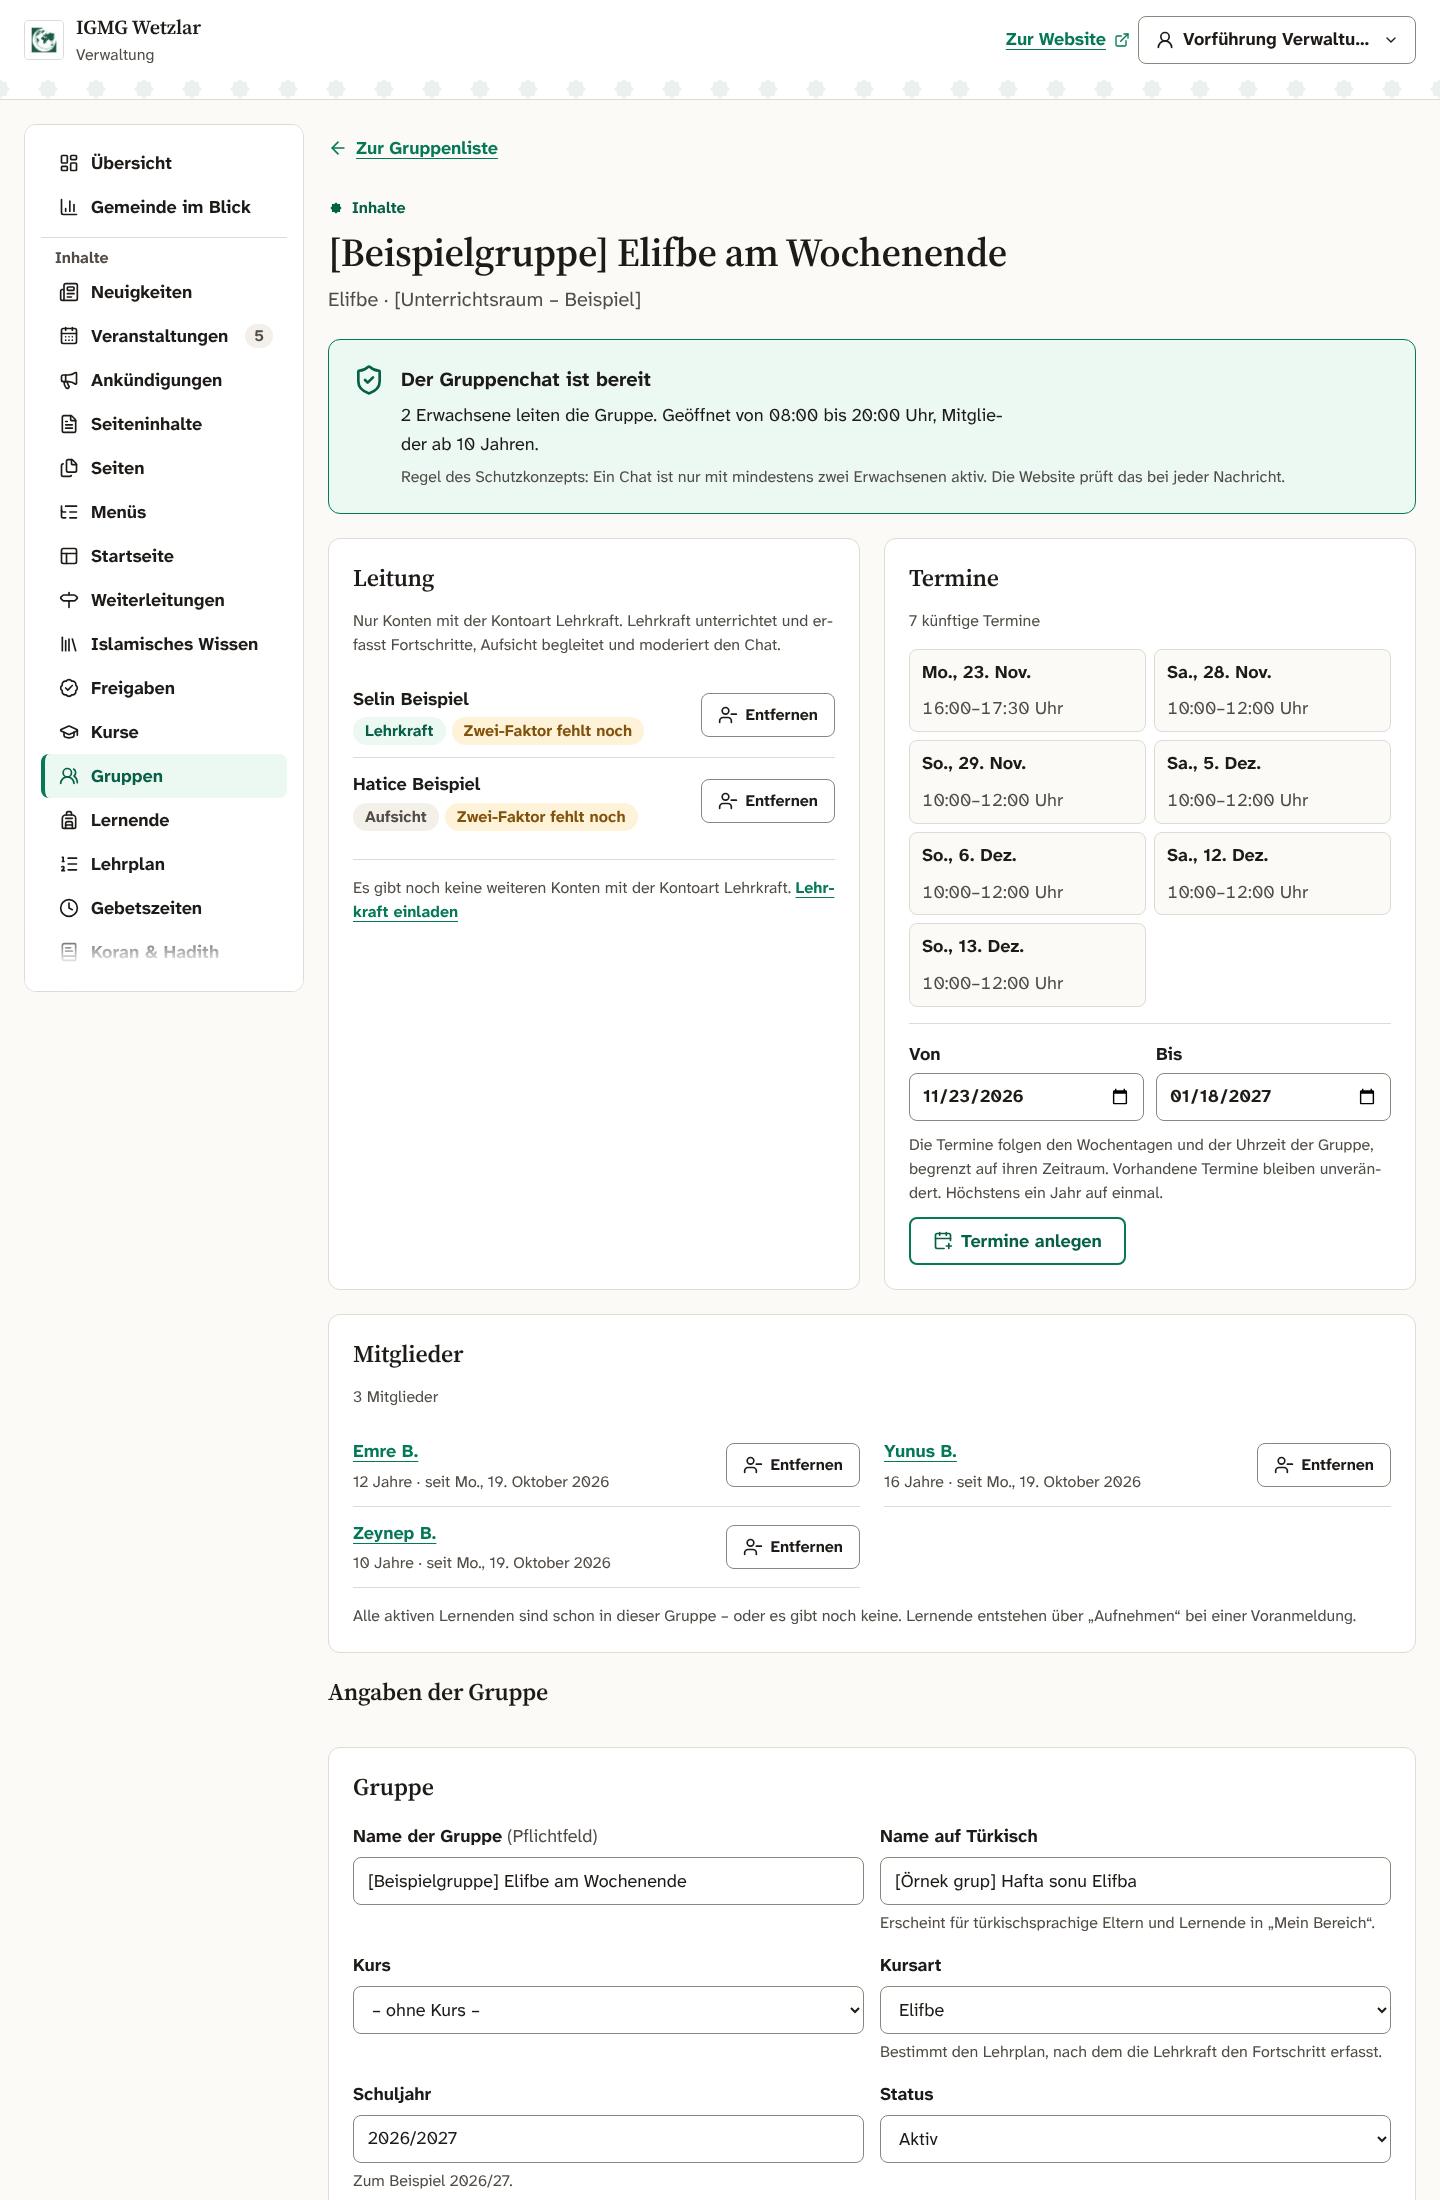 IGMG Wetzlar
Verwaltung
Zur Website
Vorführung Verwaltu...
Übersicht
Gemeinde im Blick
Inhalte
Neuigkeiten
Veranstaltungen 5
Ankündigungen
Seiteninhalte
Seiten
Menüs
Startseite
Weiterleitungen
Islamisches Wissen
Freigaben
Kurse
Gruppen
Lernende
Lehrplan
Gebetszeiten
Koran & Hadith
Zur Gruppenliste
Inhalte
[Beispielgruppe] Elifbe am Wochenende
Elifbe · [Unterrichtsraum – Beispiel]
Der Gruppenchat ist bereit
2 Erwachsene leiten die Gruppe. Geöffnet von 08:00 bis 20:00 Uhr, Mitglie-
der ab 10 Jahren.
Regel des Schutzkonzepts: Ein Chat ist nur mit mindestens zwei Erwachsenen aktiv. Die Website prüft das bei jeder Nachricht.
Leitung
Nur Konten mit der Kontoart Lehrkraft. Lehrkraft unterrichtet und er-
fasst Fortschritte, Aufsicht begleitet und moderiert den Chat.
Selin Beispiel
Lehrkraft Zwei-Faktor fehlt noch
Entfernen
Hatice Beispiel
Aufsicht Zwei-Faktor fehlt noch
Entfernen
Es gibt noch keine weiteren Konten mit der Kontoart Lehrkraft. Lehr-
kraft einladen
Termine
7 künftige Termine
Mo., 23. Nov.
16:00–17:30 Uhr
Sa., 28. Nov.
10:00–12:00 Uhr
So., 29. Nov.
10:00–12:00 Uhr
Sa., 5. Dez.
10:00–12:00 Uhr
So., 6. Dez.
10:00–12:00 Uhr
Sa., 12. Dez.
10:00–12:00 Uhr
So., 13. Dez.
10:00–12:00 Uhr
Von
11/23/2026
Bis
01/18/2027
Die Termine folgen den Wochentagen und der Uhrzeit der Gruppe,
begrenzt auf ihren Zeitraum. Vorhandene Termine bleiben unverän-
dert. Höchstens ein Jahr auf einmal.
Termine anlegen
Mitglieder
3 Mitglieder
Emre B.
12 Jahre · seit Mo., 19. Oktober 2026
Entfernen
Yunus B.
16 Jahre · seit Mo., 19. Oktober 2026
Entfernen
Zeynep B.
10 Jahre · seit Mo., 19. Oktober 2026
Entfernen
Alle aktiven Lernenden sind schon in dieser Gruppe – oder es gibt noch keine. Lernende entstehen über „Aufnehmen“ bei einer Voranmeldung.
Angaben der Gruppe
Gruppe
Name der Gruppe (Pflichtfeld)
[Beispielgruppe] Elifbe am Wochenende
Name auf Türkisch
[Örnek grup] Hafta sonu Elifba
Erscheint für türkischsprachige Eltern und Lernende in „Mein Bereich“.
Kurs
– ohne Kurs –
Kursart
Elifbe
Bestimmt den Lehrplan, nach dem die Lehrkraft den Fortschritt erfasst.
Schuljahr
2026/2027
Zum Beispiel 2026/27.
Status
Aktiv